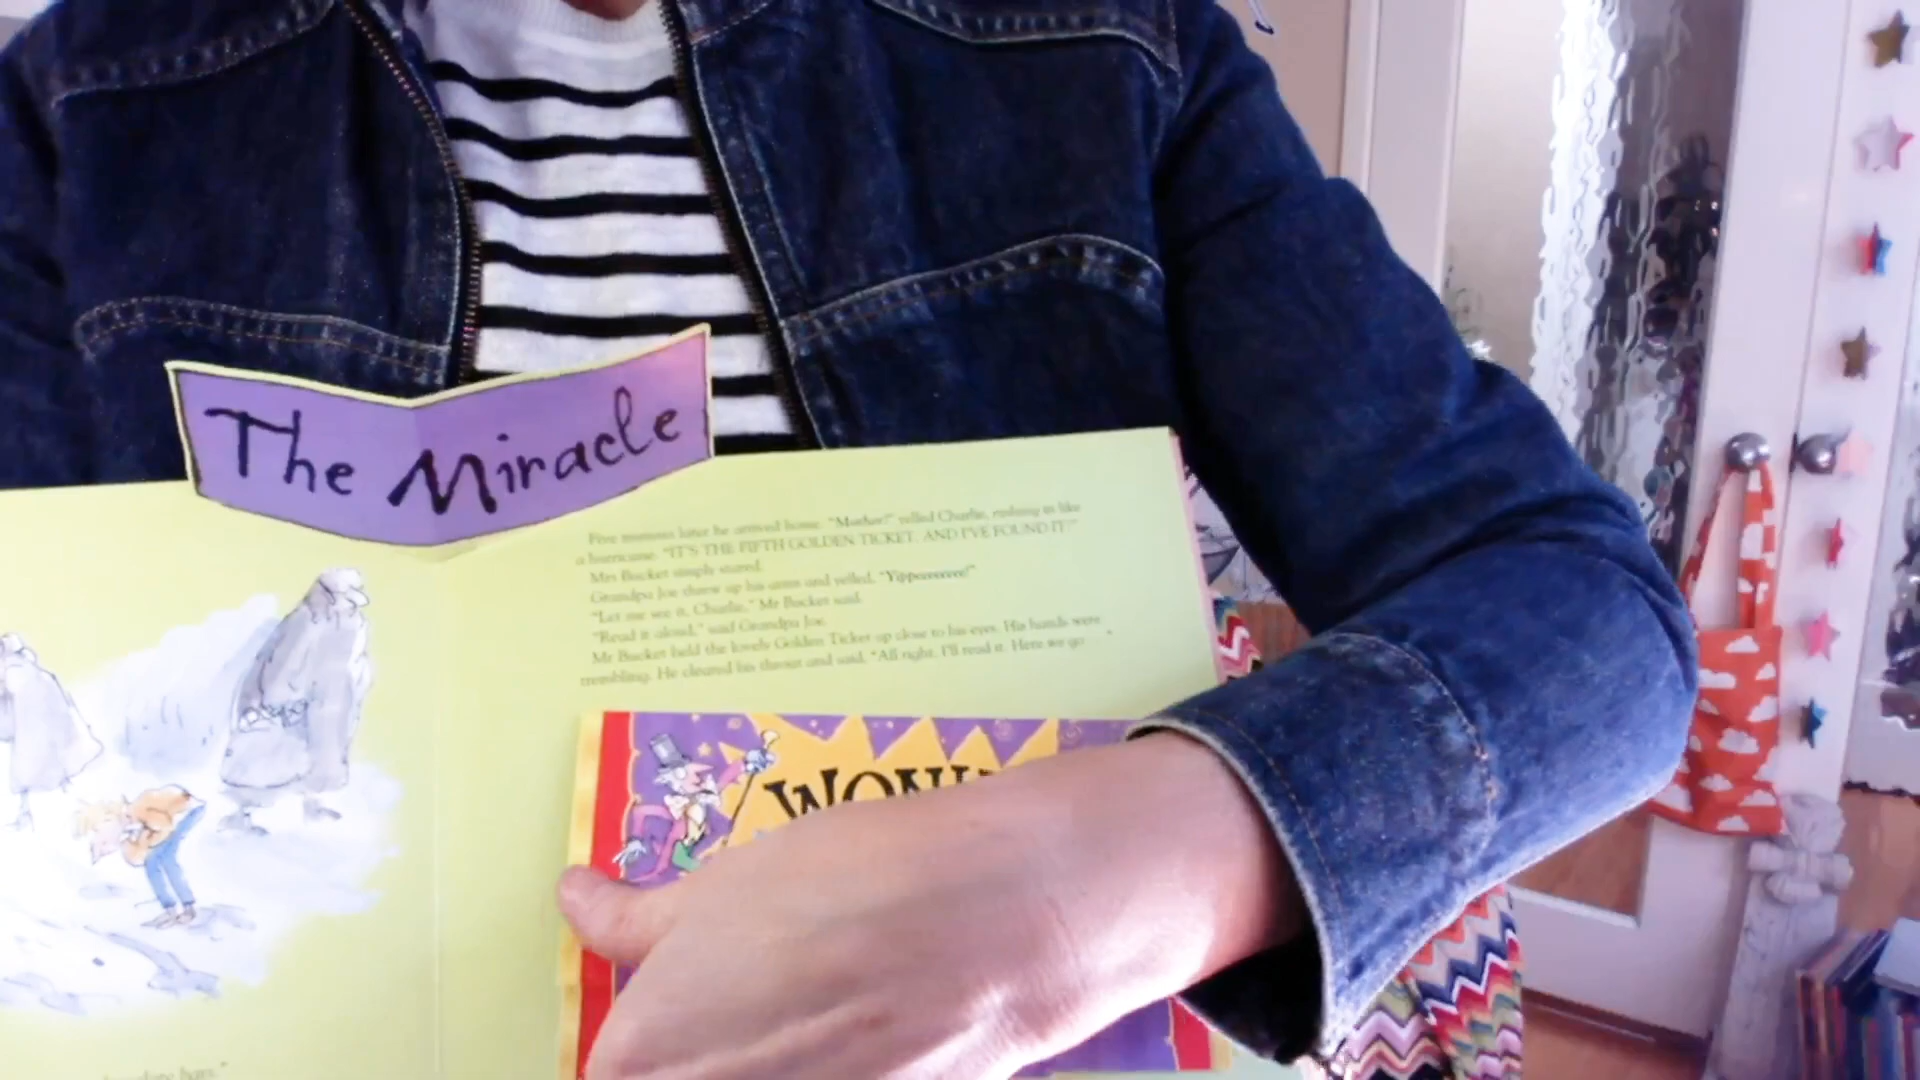 The Miracle
Five minutes later he arrived home. "Mother!" yelled Charlie, rushing in like
a hurricane. "IT'S THE FIFTH GOLDEN TICKET, AND I'VE FOUND IT!"
Mrs Bucket simply stared.
Grandpa Joe threw up his arms and yelled, "Yippeeeeeeee!"
"Let me see it, Charlie," Mr Bucket said.
"Read it aloud," said Grandpa Joe.
Mr Bucket held the lovely Golden Ticket up close to his eyes. His hands were
trembling. He cleared his throat and said, "All right, I'll read it. Here we go
bars."